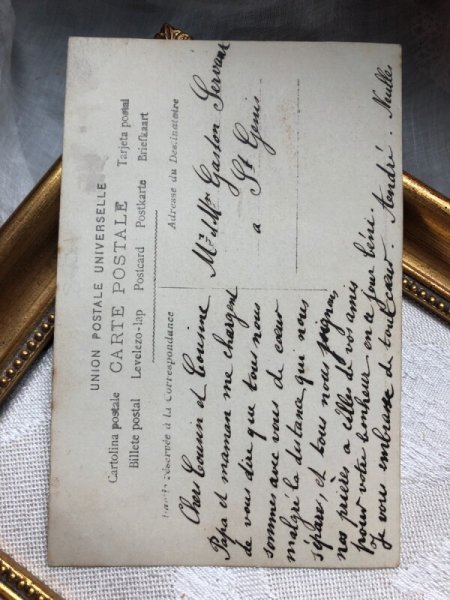 UNION POSTALE UNIVERSELLE
CARTE POSTALE
Cartolina postale Levelezo-lap Postcard Postkarte Tarjeta postal
Billete postal Briefkaart
Partie réservée à la Correspondance
Adresse du Destinataire
Chers Cousin et Cousine
Papa et maman me chargent
de vous dire que tous nous
sommes avec vous de cœur
malgré la distance qui nous
sépare, et tous nous joignons
nos prières à celles de vos amis
pour votre bonheur en ce jour béni.
Je vous embrasse de tout cœur. André. Neulles
Mr et Mme Gaston Servant
a
St Genis